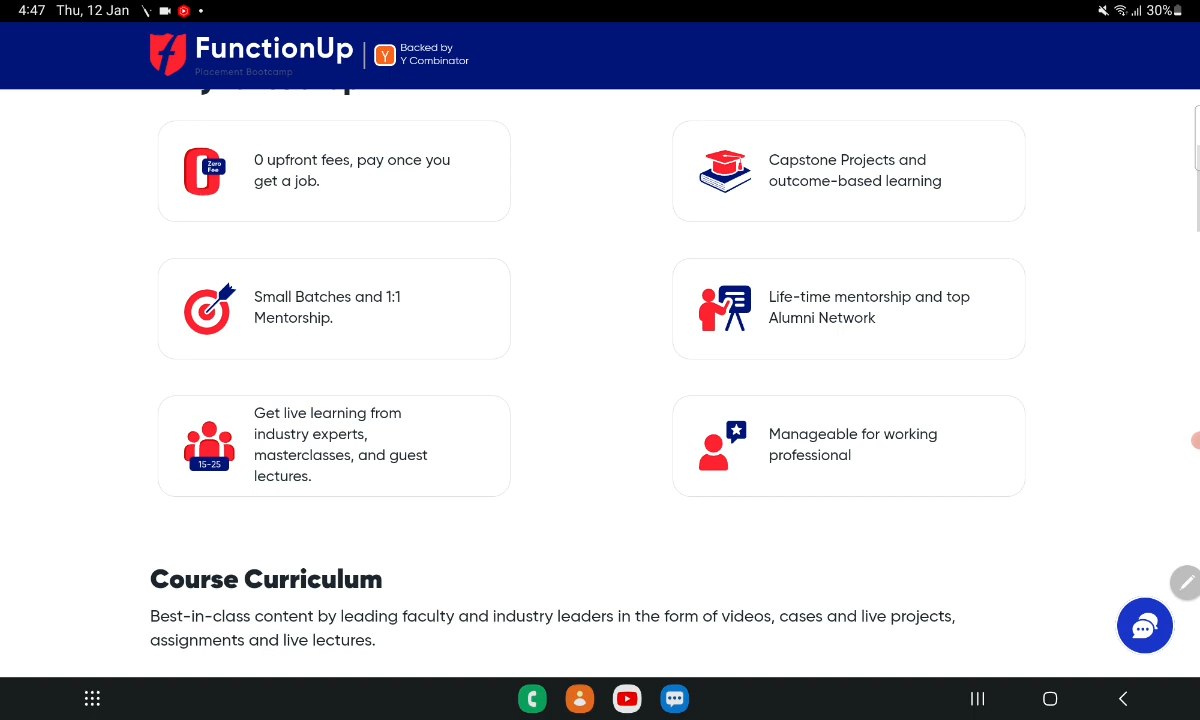 4:47 Thu, 12 Jan
30%
FunctionUp
Placement Bootcamp
Y
Backed by
Y Combinator
Zero
Fee
0 upfront fees, pay once you
get a job.
Capstone Projects and
outcome-based learning
Small Batches and 1:1
Mentorship.
Life-time mentorship and top
Alumni Network
15-25
Get live learning from
industry experts,
masterclasses, and guest
lectures.
Manageable for working
professional
Course Curriculum
Best-in-class content by leading faculty and industry leaders in the form of videos, cases and live projects,
assignments and live lectures.